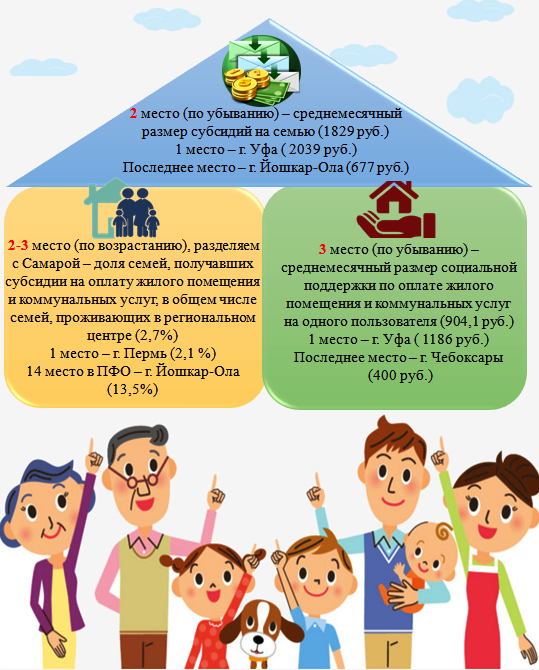 2 место (по убыванию) – среднемесячный
размер субсидий на семью (1829 руб.)
1 место – г. Уфа ( 2039 руб.)
Последнее место – г. Йошкар-Ола (677 руб.)
2-3 место (по возрастанию), разделяем
с Самарой – доля семей, получавших
субсидии на оплату жилого помещения
и коммунальных услуг, в общем числе
семей, проживающих в региональном
центре (2,7%)
1 место – г. Пермь (2,1 %)
14 место в ПФО – г. Йошкар-Ола
(13,5%)
3 место (по убыванию) –
среднемесячный размер социальной
поддержки по оплате жилого
помещения и коммунальных услуг
на одного пользователя (904,1 руб.)
1 место – г. Уфа ( 1186 руб.)
Последнее место – г. Чебоксары
(400 руб.)